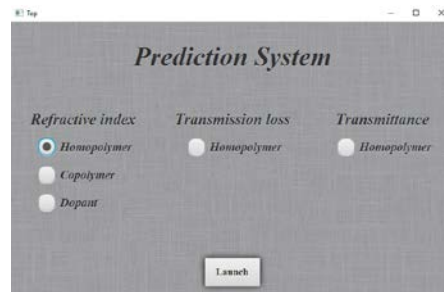 Top
Prediction System
Refractive index
Homopolymer
Copolymer
Dopant
Transmission loss
Homopolymer
Transmittance
Homopolymer
Launch